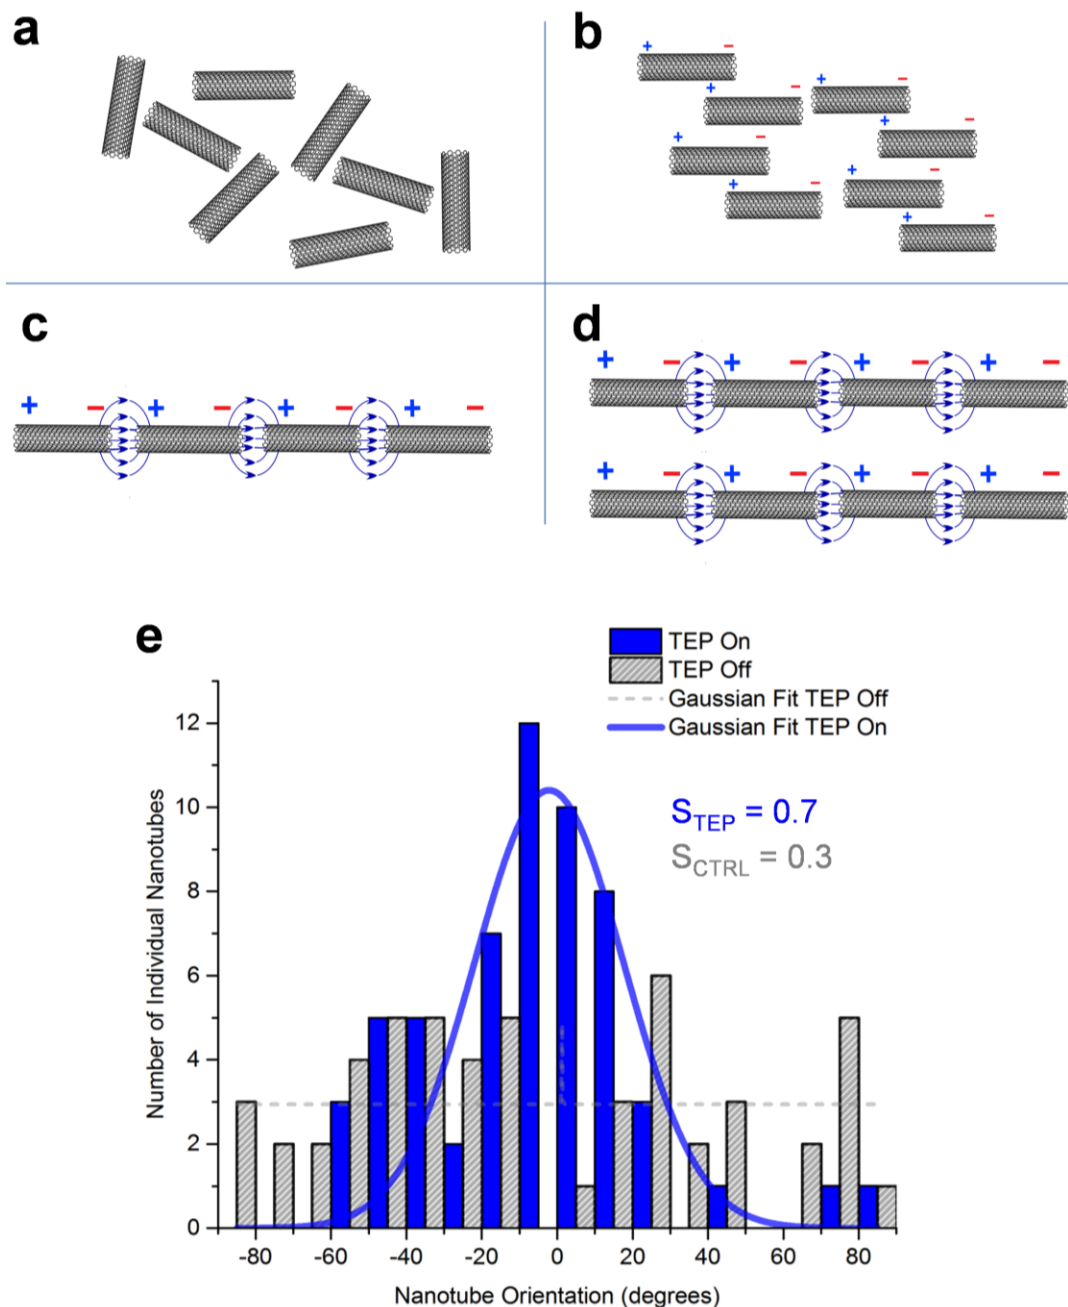 a
b
+ −
+ − + −
+ − + −
+ − + −
+ −
c
d
+ − + − + − + −
+ − + − + − + −
+ − + − + − + −
e
TEP On
TEP Off
Gaussian Fit TEP Off
Gaussian Fit TEP On
S_TEP = 0.7
S_CTRL = 0.3
Number of Individual Nanotubes
12
10
8
6
4
2
0
-80 -60 -40 -20 0 20 40 60 80
Nanotube Orientation (degrees)